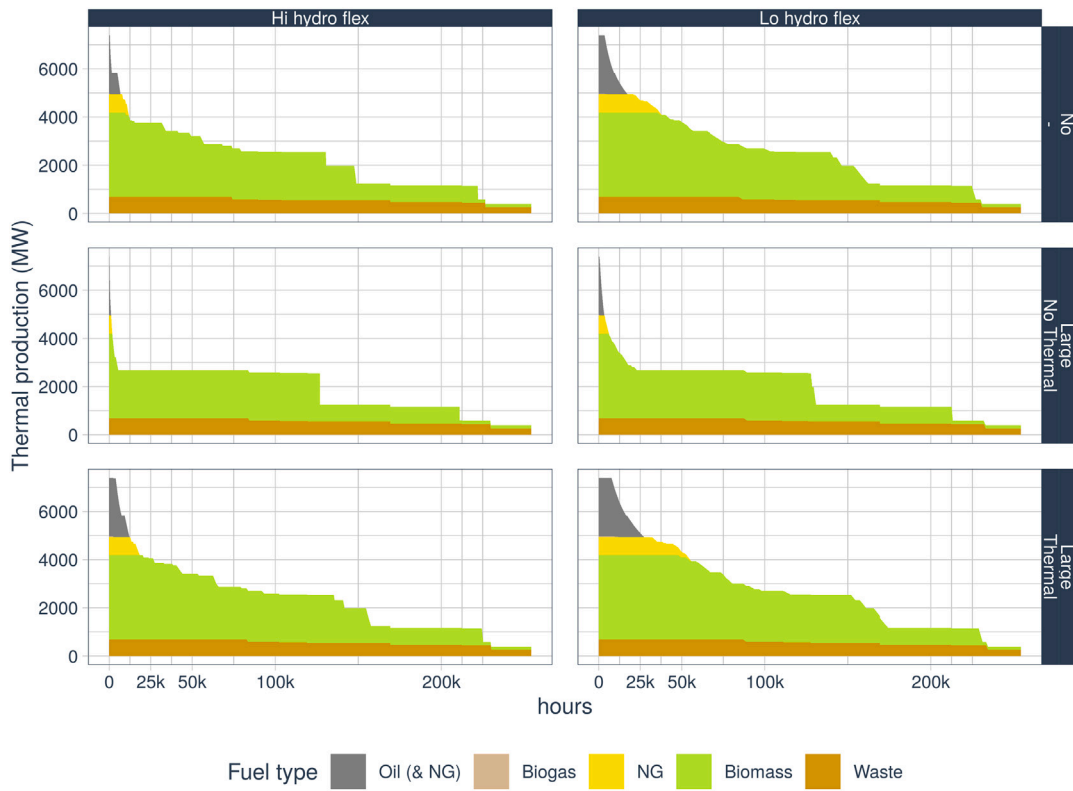 Hi hydro flex
Lo hydro flex
Thermal production (MW)
6000
4000
2000
0
No
-
6000
4000
2000
0
Large
No Thermal
6000
4000
2000
0
Large
Thermal
0 25k 50k 100k 200k
0 25k 50k 100k 200k
hours
Fuel type Oil (& NG) Biogas NG Biomass Waste